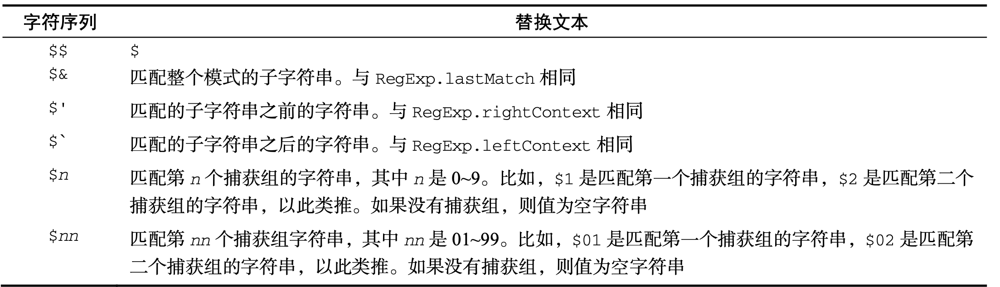 字符序列 替换文本
$$ $
$& 匹配整个模式的子字符串。与 RegExp.lastMatch 相同
$' 匹配的子字符串之前的字符串。与 RegExp.rightContext 相同
$` 匹配的子字符串之后的字符串。与 RegExp.leftContext 相同
$n 匹配第 n 个捕获组的字符串，其中 n 是 0~9。比如，$1 是匹配第一个捕获组的字符串，$2 是匹配第二个
捕获组的字符串，以此类推。如果没有捕获组，则值为空字符串
$nn 匹配第 nn 个捕获组字符串，其中 nn 是 01~99。比如，$01 是匹配第一个捕获组的字符串，$02 是匹配第
二个捕获组的字符串，以此类推。如果没有捕获组，则值为空字符串